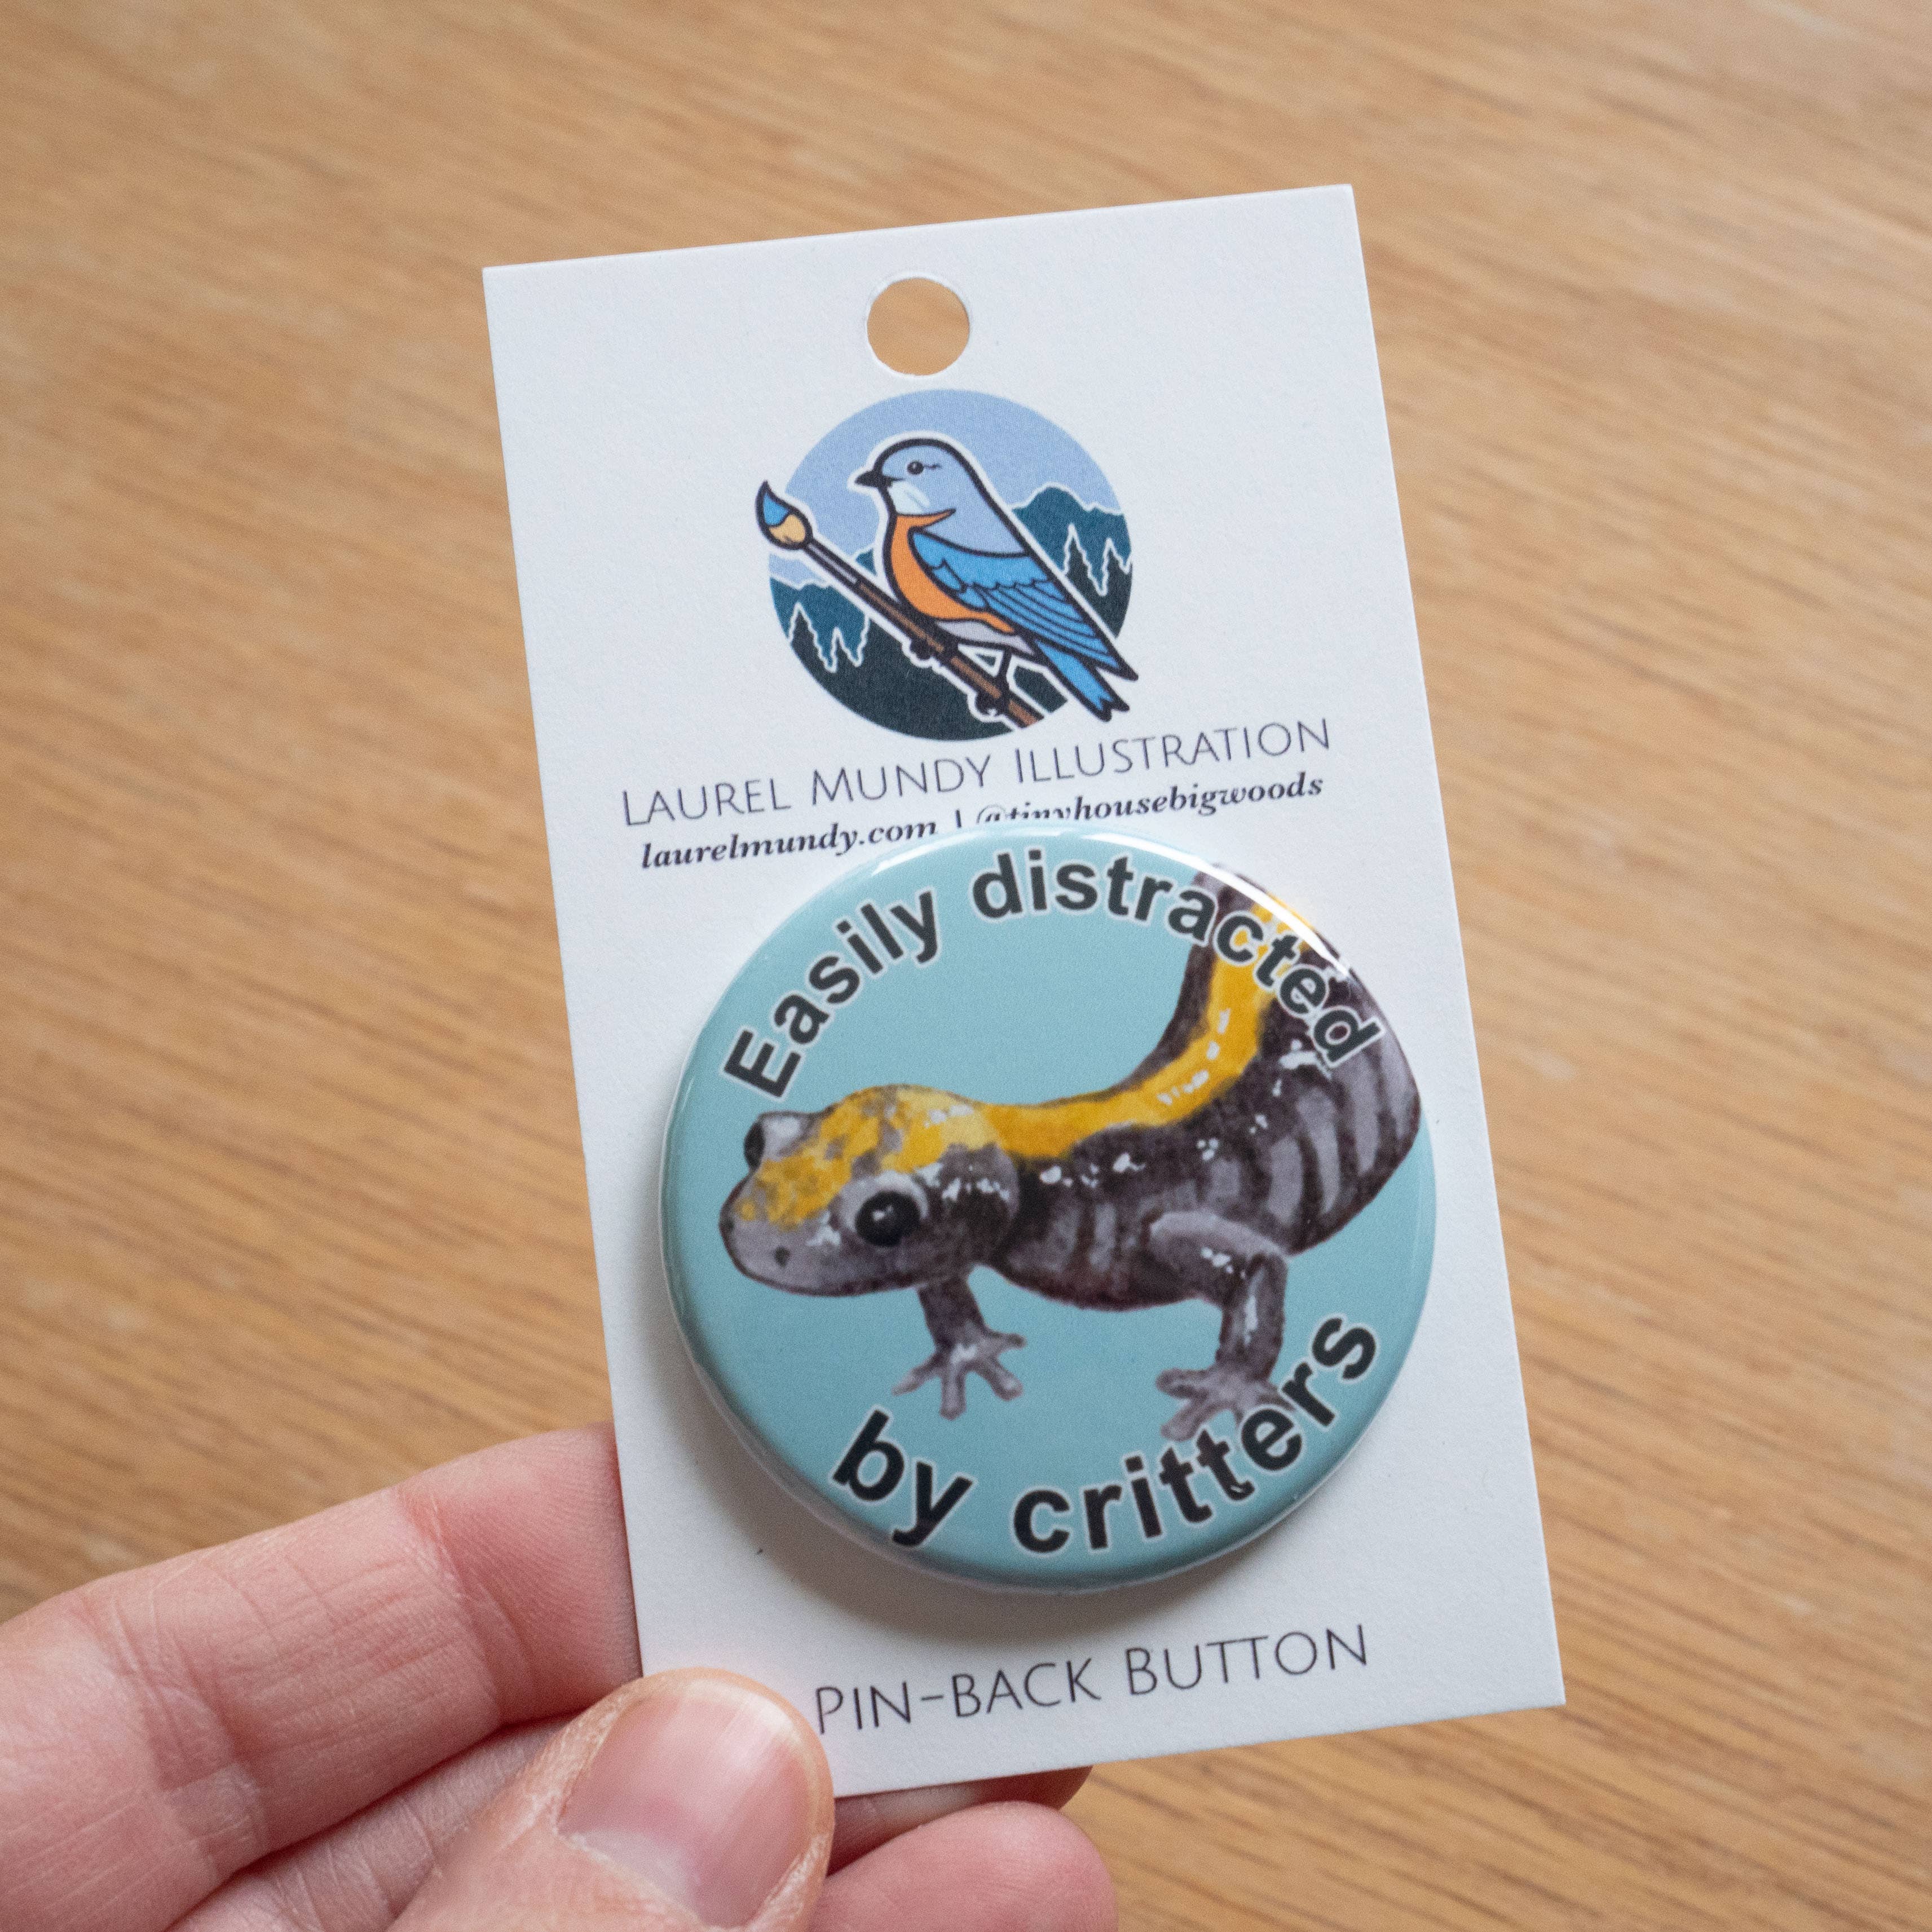 Laurel Mundy Illustration
laurelmundy.com | @tinyhousebigwoods
Easily distracted
by critters
Pin-back Button